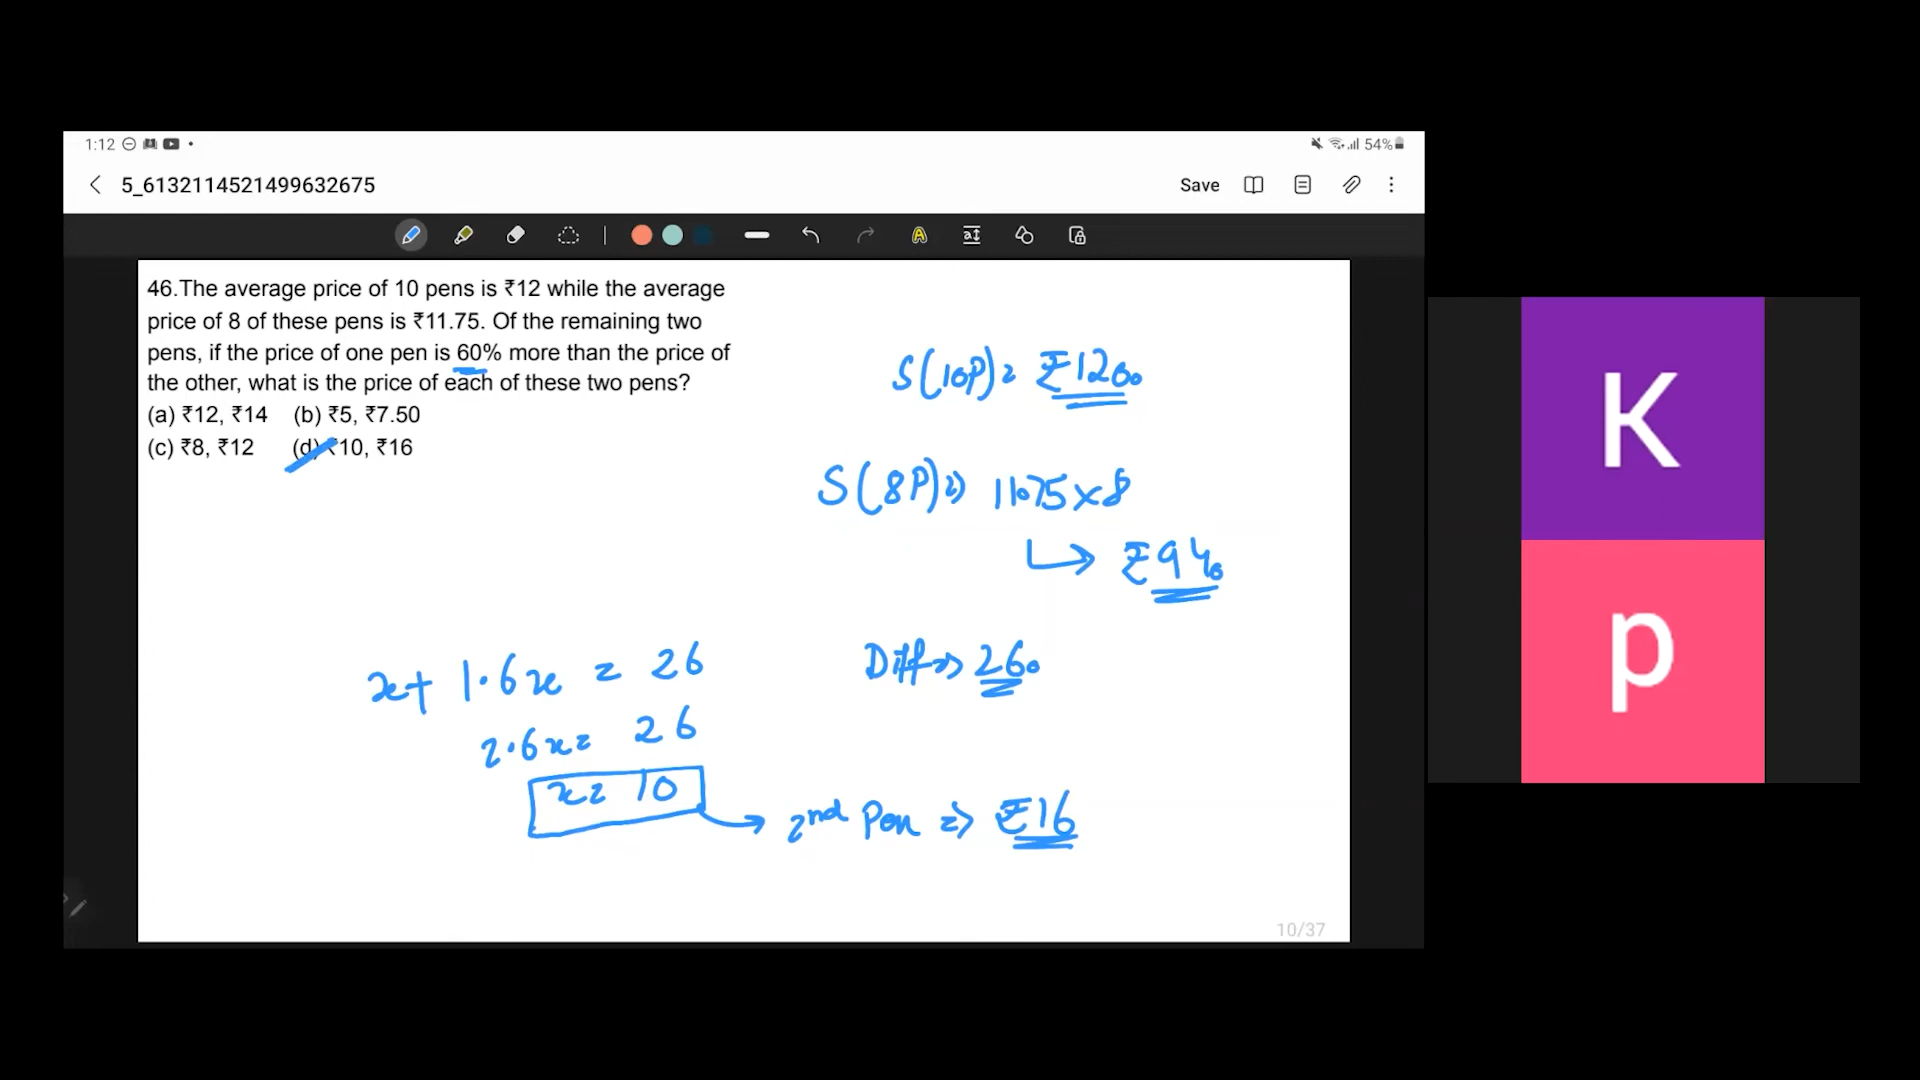 1:12
54%
5_6132114521499632675
Save
46.The average price of 10 pens is ₹12 while the average
price of 8 of these pens is ₹11.75. Of the remaining two
pens, if the price of one pen is 60% more than the price of
the other, what is the price of each of these two pens?
(a) ₹12, ₹14 (b) ₹5, ₹7.50
(c) ₹8, ₹12 (d) ₹10, ₹16
S(10P) = ₹120.
S(8P) => 11.75 x 8
↳ ₹94.
Diff => 26.
x + 1.6x = 26
2.6x = 26
x = 10
→ 2nd Pen => ₹16
10/37
K
p